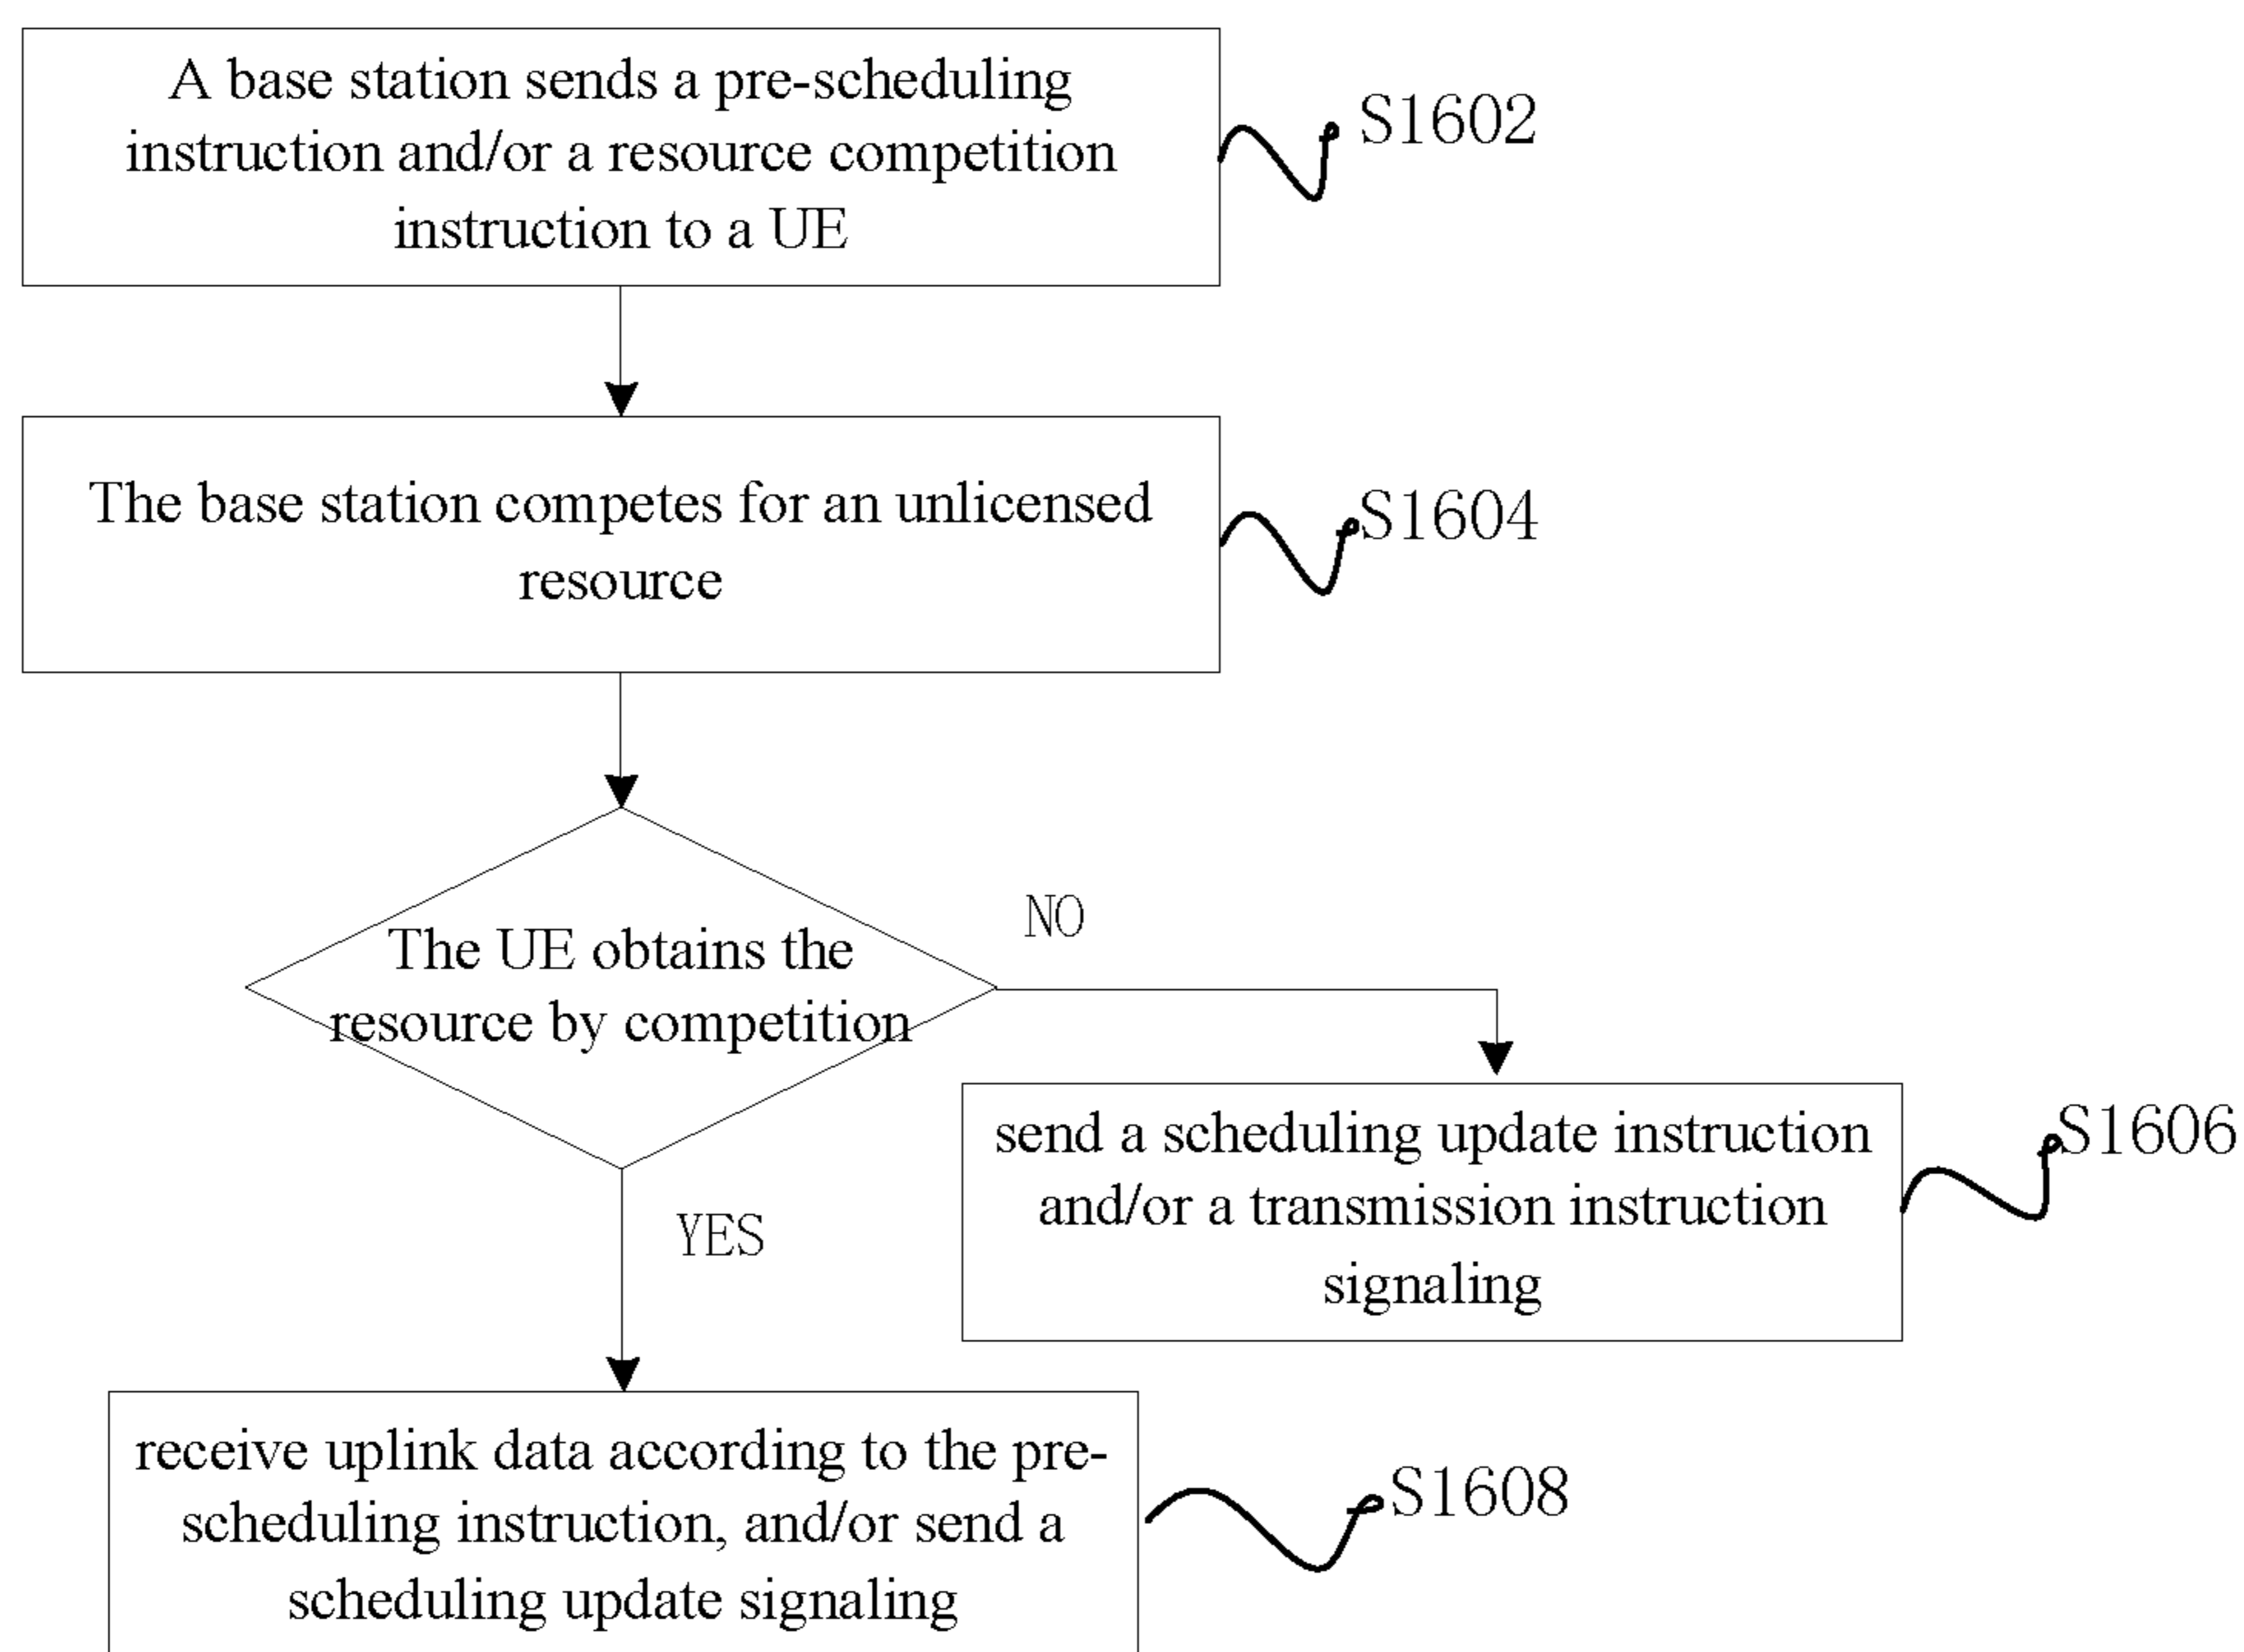 A base station sends a pre-scheduling
instruction and/or a resource competition
instruction to a UE
S1602
The base station competes for an unlicensed
resource
S1604
The UE obtains the
resource by competition
NO
YES
send a scheduling update instruction
and/or a transmission instruction
signaling
S1606
receive uplink data according to the pre-
scheduling instruction, and/or send a
scheduling update signaling
S1608